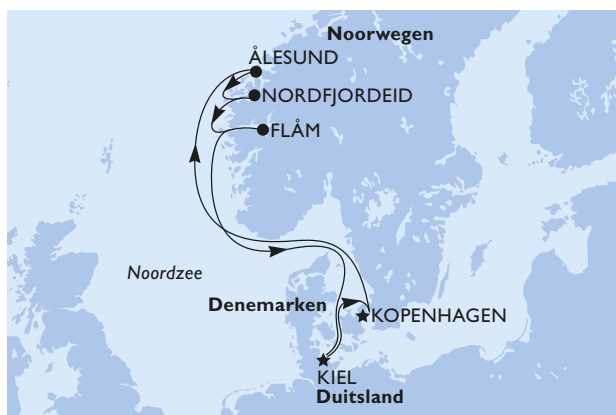 Noorwegen
ÅLESUND
NORDFJORDEID
FLÅM
Noordzee
Denemarken
KOPENHAGEN
KIEL
Duitsland